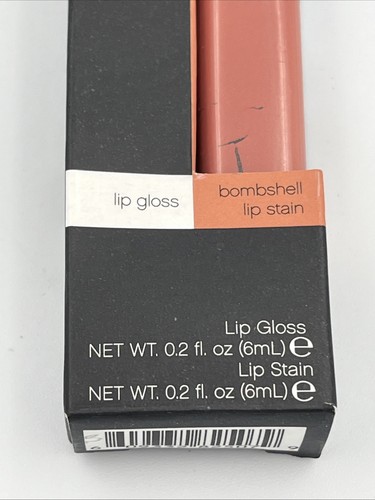 lip gloss
bombshell
lip stain
Lip Gloss
NET WT. 0.2 fl. oz (6mL) e
Lip Stain
NET WT. 0.2 fl. oz (6mL) e